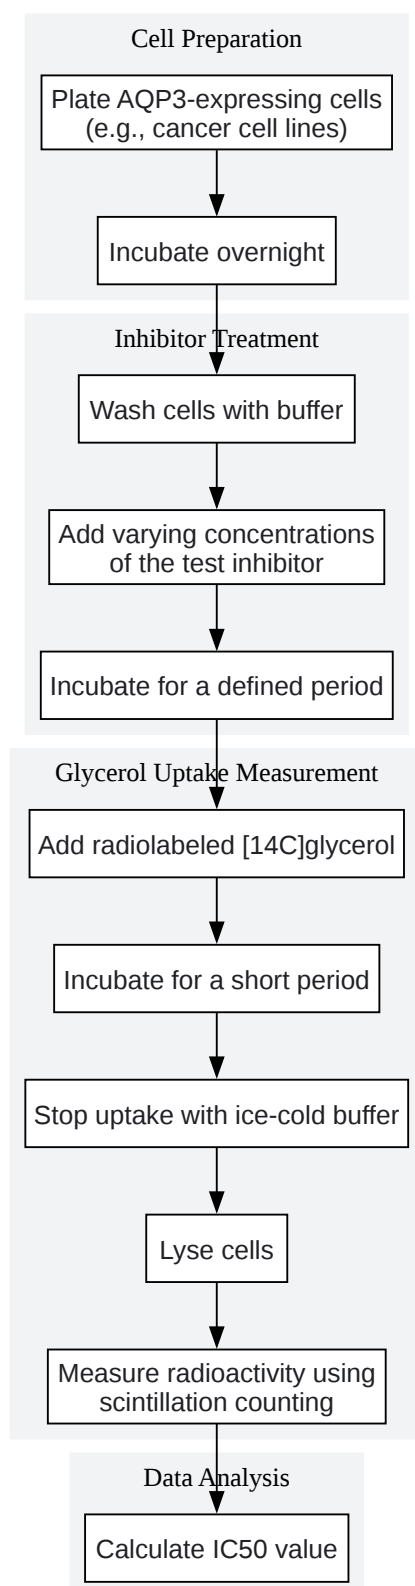 Cell Preparation
Plate AQP3-expressing cells
(e.g., cancer cell lines)
Incubate overnight
Inhibitor Treatment
Wash cells with buffer
Add varying concentrations
of the test inhibitor
Incubate for a defined period
Glycerol Uptake Measurement
Add radiolabeled [14C]glycerol
Incubate for a short period
Stop uptake with ice-cold buffer
Lyse cells
Measure radioactivity using
scintillation counting
Data Analysis
Calculate IC50 value